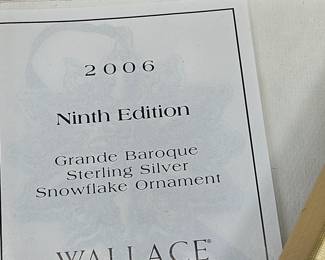 2006
Ninth Edition
Grande Baroque
Sterling Silver
Snowflake Ornament
WALLACE®